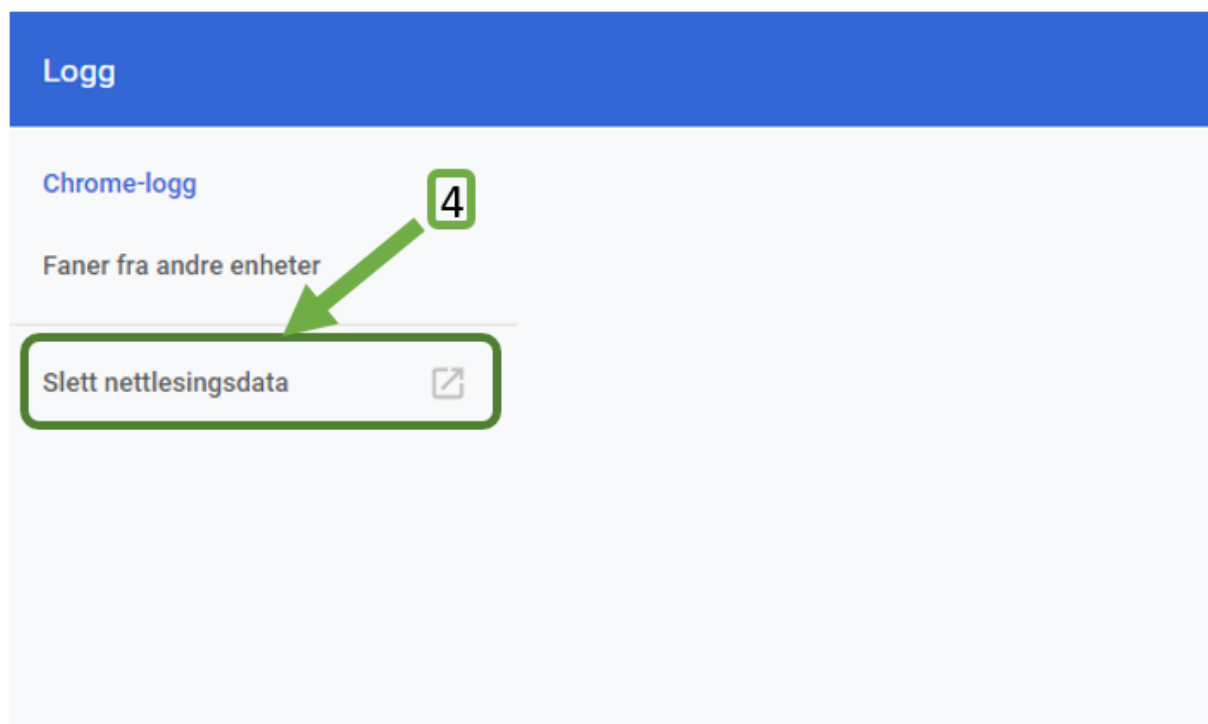 Logg
Chrome-logg
4
Faner fra andre enheter
Slett nettlesingsdata